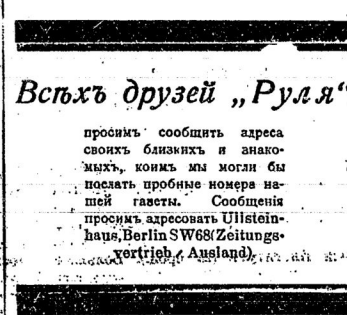 Всѣхъ друзей „Руля“
просимъ сообщить адреса
своихъ близкихъ и знако-
мыхъ, коимъ мы могли бы
послать пробные номера на-
шей газеты. Сообщенія
просимъ адресовать Ullstein-
haus, Berlin SW68 (Zeitungs-
vertrieb, Ausland).